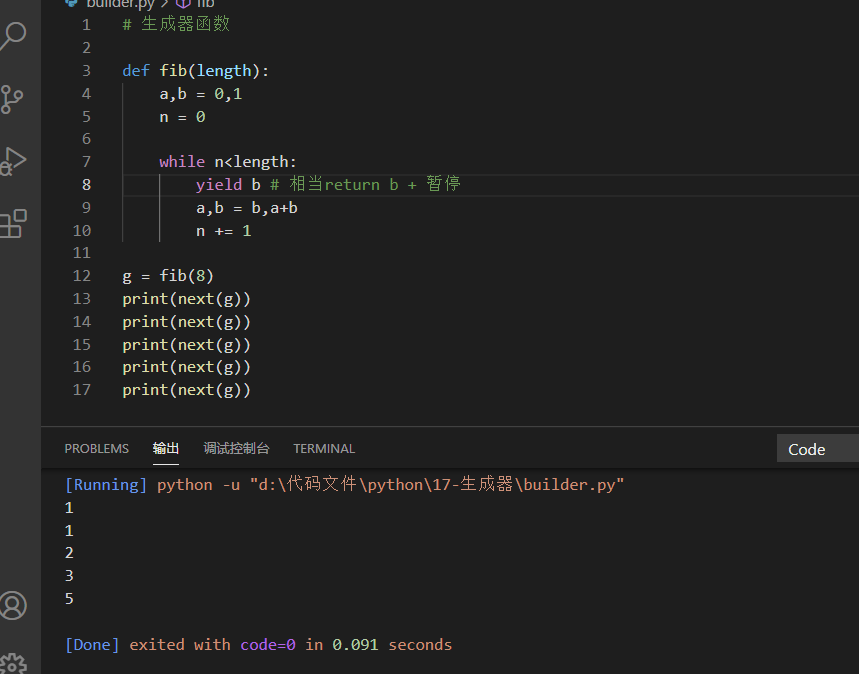 builder.py > fib
1 # 生成器函数
2
3 def fib(length):
4 a,b = 0,1
5 n = 0
6
7 while n<length:
8 yield b # 相当return b + 暂停
9 a,b = b,a+b
10 n += 1
11
12 g = fib(8)
13 print(next(g))
14 print(next(g))
15 print(next(g))
16 print(next(g))
17 print(next(g))
PROBLEMS 输出 调试控制台 TERMINAL Code
[Running] python -u "d:\代码文件\python\17-生成器\builder.py"
1
1
2
3
5
[Done] exited with code=0 in 0.091 seconds